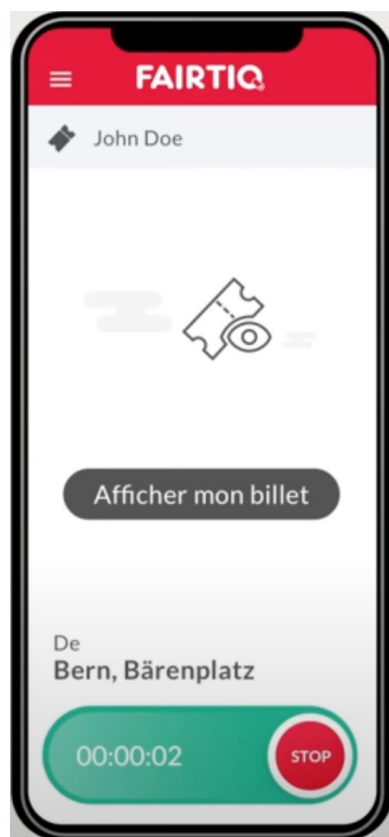 FAIRTIQ
John Doe
Afficher mon billet
De
Bern, Bärenplatz
00:00:02
STOP